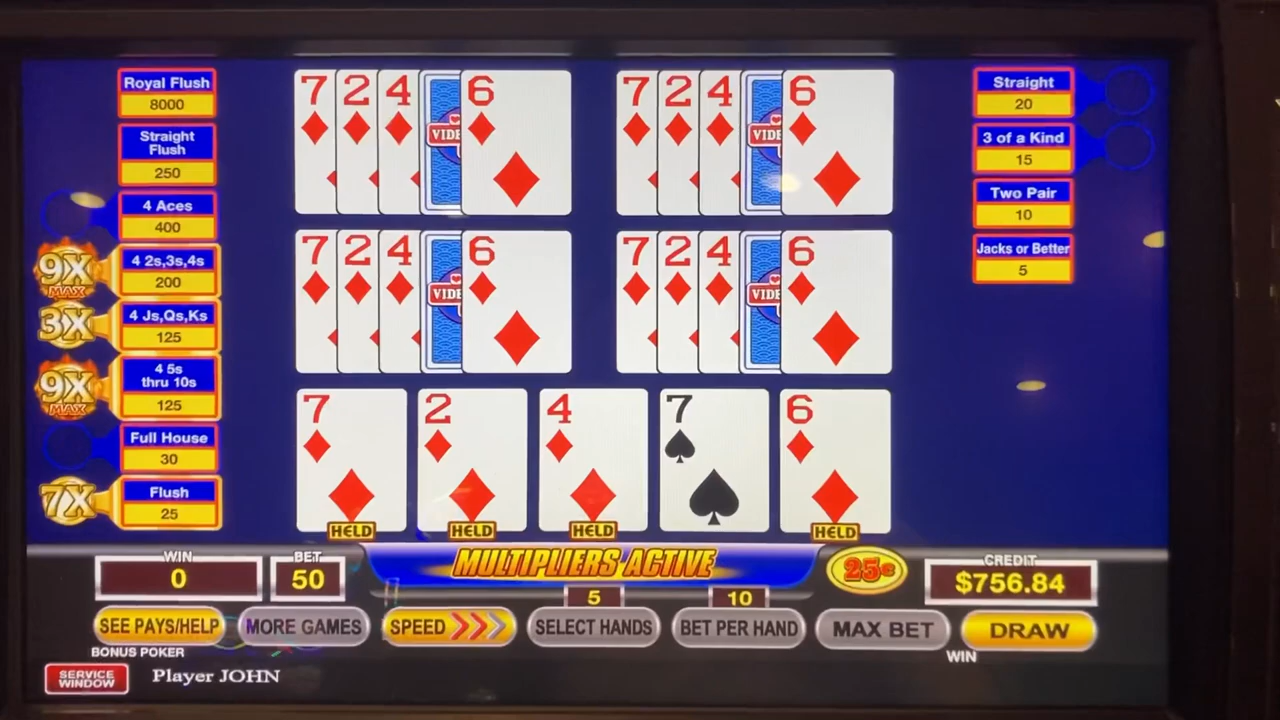 Royal Flush
8000
Straight
Flush
250
4 Aces
400
9X
MAX
4 2s,3s,4s
200
3X
4 Js,Qs,Ks
125
9X
MAX
4 5s
thru 10s
125
Full House
30
7X
Flush
25
7 2 4 VIDE 6
7 2 4 VIDE 6
7 2 4 VIDE 6
7 2 4 VIDE 6
7 2 4 7 6
HELD HELD HELD HELD
Straight
20
3 of a Kind
15
Two Pair
10
Jacks or Better
5
WIN
0
BET
50
MULTIPLIERS ACTIVE
25¢
CREDIT
$756.84
5
10
SEE PAYS/HELP
MORE GAMES
SPEED
SELECT HANDS
BET PER HAND
MAX BET
DRAW
BONUS POKER
WIN
SERVICE
WINDOW
Player JOHN